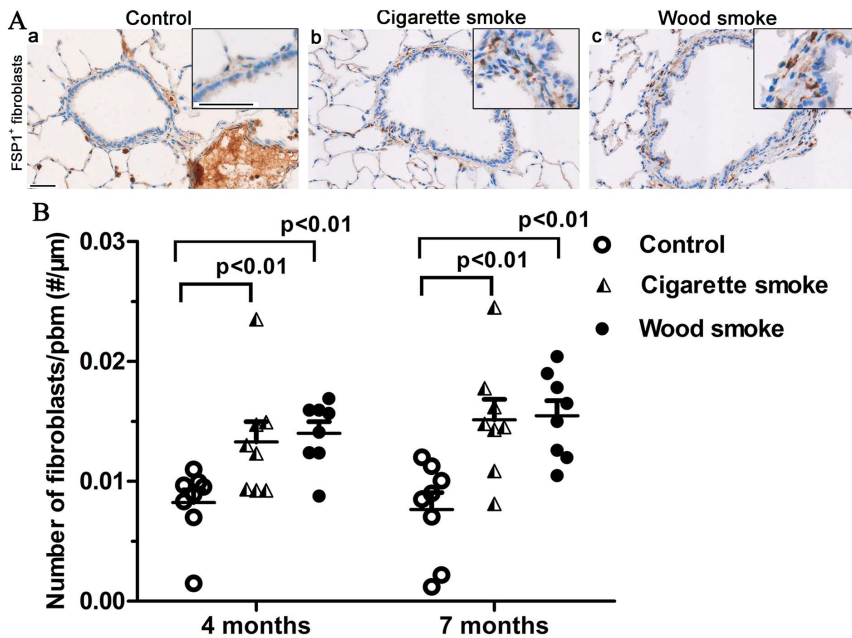 A
Control
Cigarette smoke
Wood smoke
a
b
c
FSP1⁺ fibroblasts
B
Number of fibroblasts/pbm (#/µm)
0.03
0.02
0.01
0.00
p<0.01
p<0.01
p<0.01
p<0.01
4 months
7 months
Control
Cigarette smoke
Wood smoke